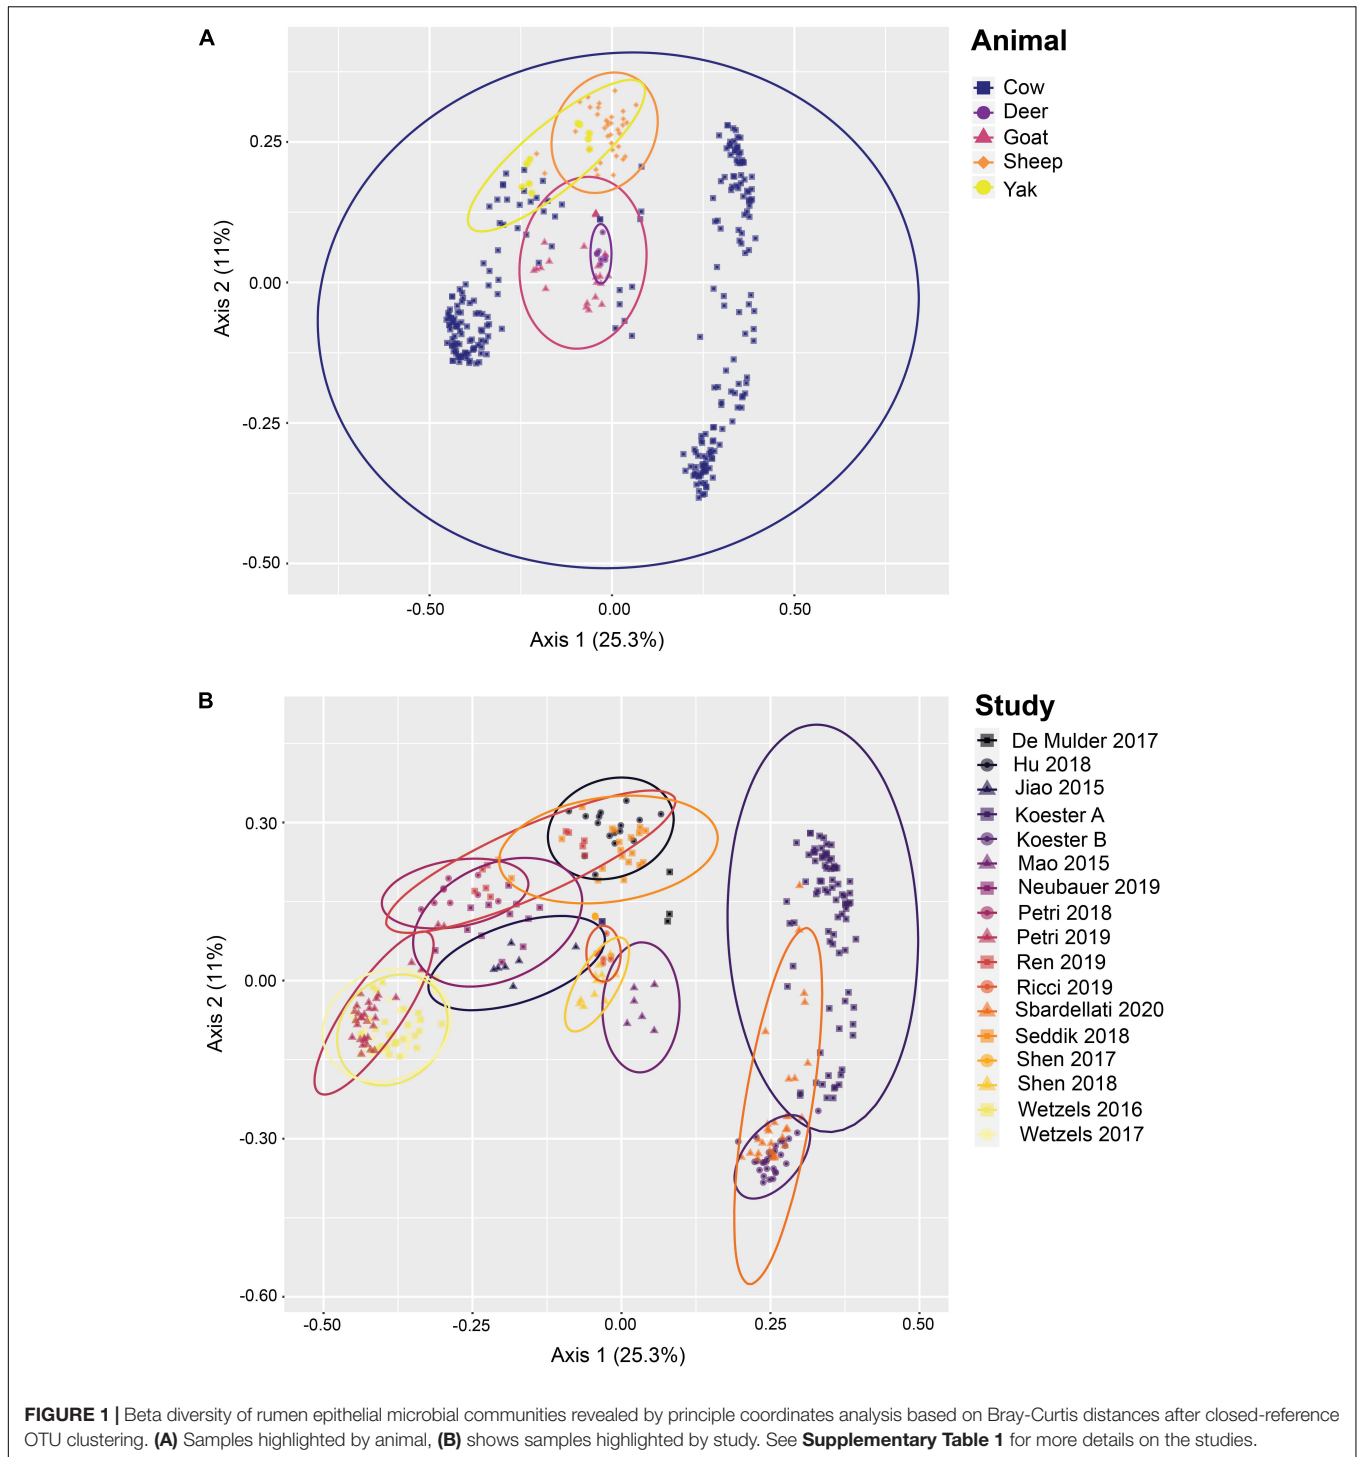 A
Animal
Cow
Deer
Goat
Sheep
Yak
0.25
0.00
-0.25
-0.50
Axis 2 (11%)
-0.50
0.00
0.50
Axis 1 (25.3%)
B
Study
De Mulder 2017
Hu 2018
Jiao 2015
Koester A
Koester B
Mao 2015
Neubauer 2019
Petri 2018
Petri 2019
Ren 2019
Ricci 2019
Sbardellati 2020
Seddik 2018
Shen 2017
Shen 2018
Wetzels 2016
Wetzels 2017
0.30
0.00
-0.30
-0.60
Axis 2 (11%)
-0.50
-0.25
0.00
0.25
0.50
Axis 1 (25.3%)
FIGURE 1 | Beta diversity of rumen epithelial microbial communities revealed by principle coordinates analysis based on Bray-Curtis distances after closed-reference
OTU clustering. (A) Samples highlighted by animal, (B) shows samples highlighted by study. See Supplementary Table 1 for more details on the studies.